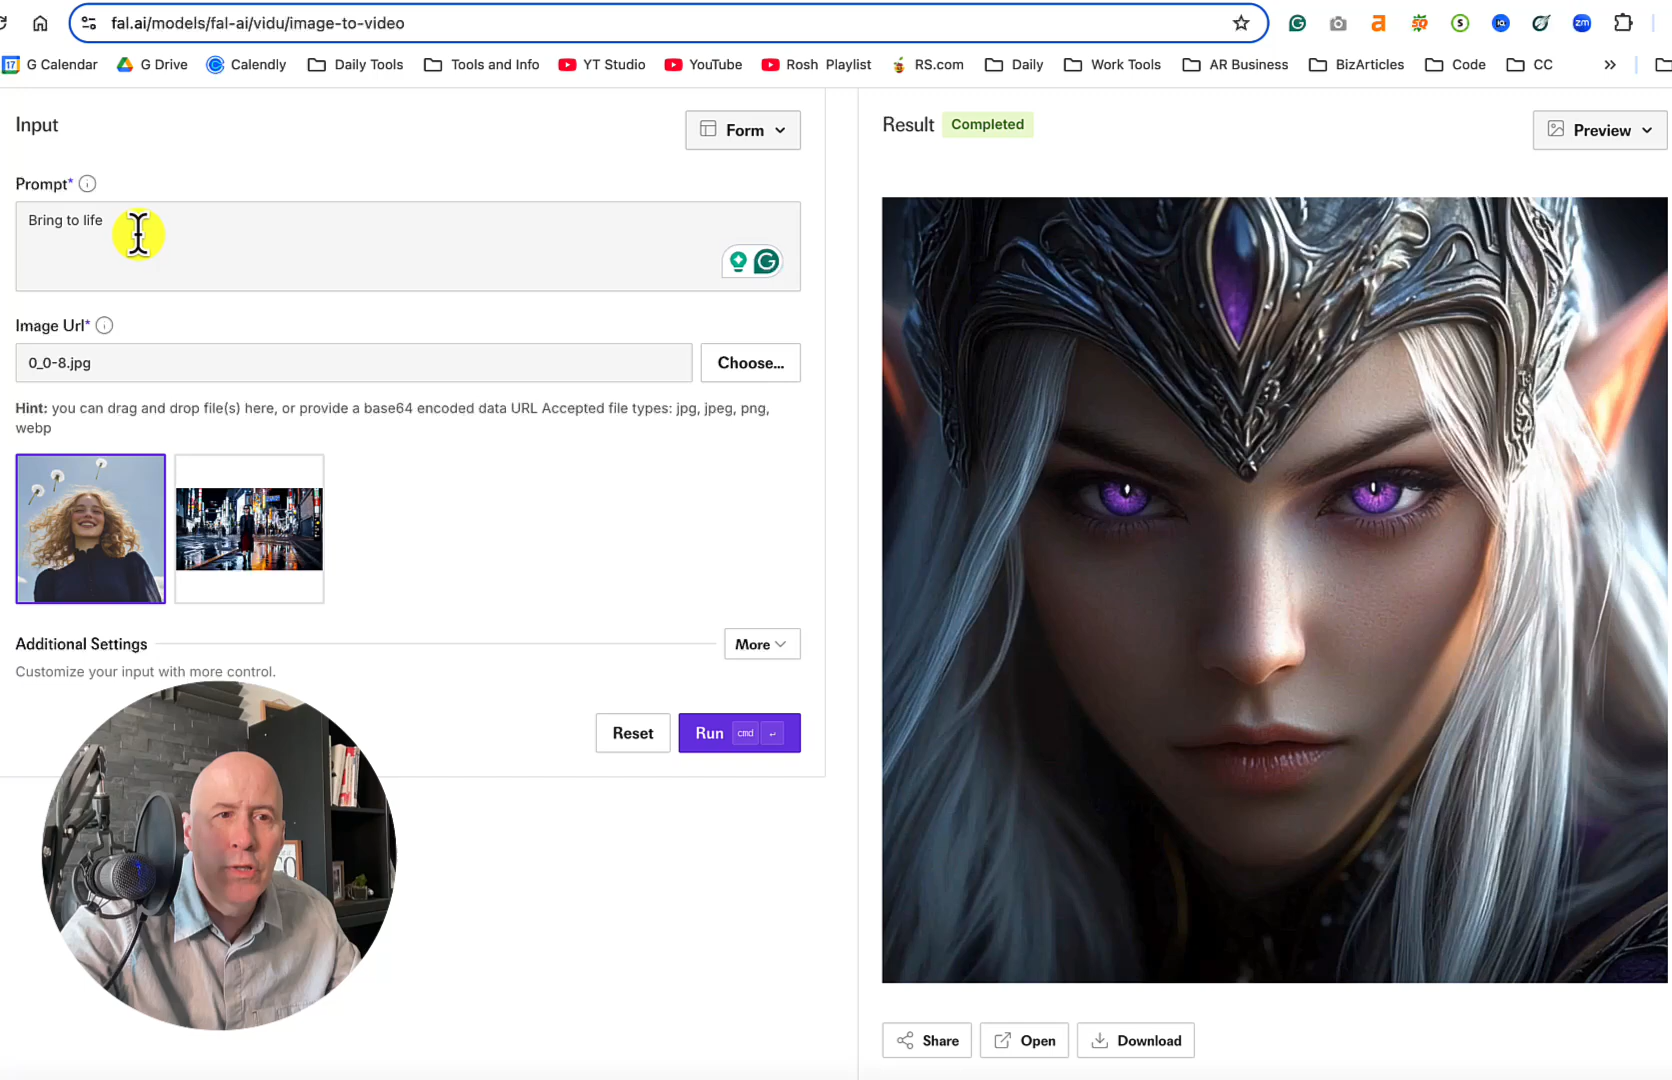 fal.ai/models/fal-ai/vidu/image-to-video
17 G Calendar G Drive Calendly Daily Tools Tools and Info YT Studio YouTube Rosh Playlist RS.com Daily Work Tools AR Business BizArticles Code CC »
Input
Form
Prompt*
Bring to life
Image Url*
0_0-8.jpg
Choose...
Hint: you can drag and drop file(s) here, or provide a base64 encoded data URL Accepted file types: jpg, jpeg, png,
webp
Additional Settings
More
Customize your input with more control.
Reset
Run cmd ↵
Result Completed
Preview
Share Open Download